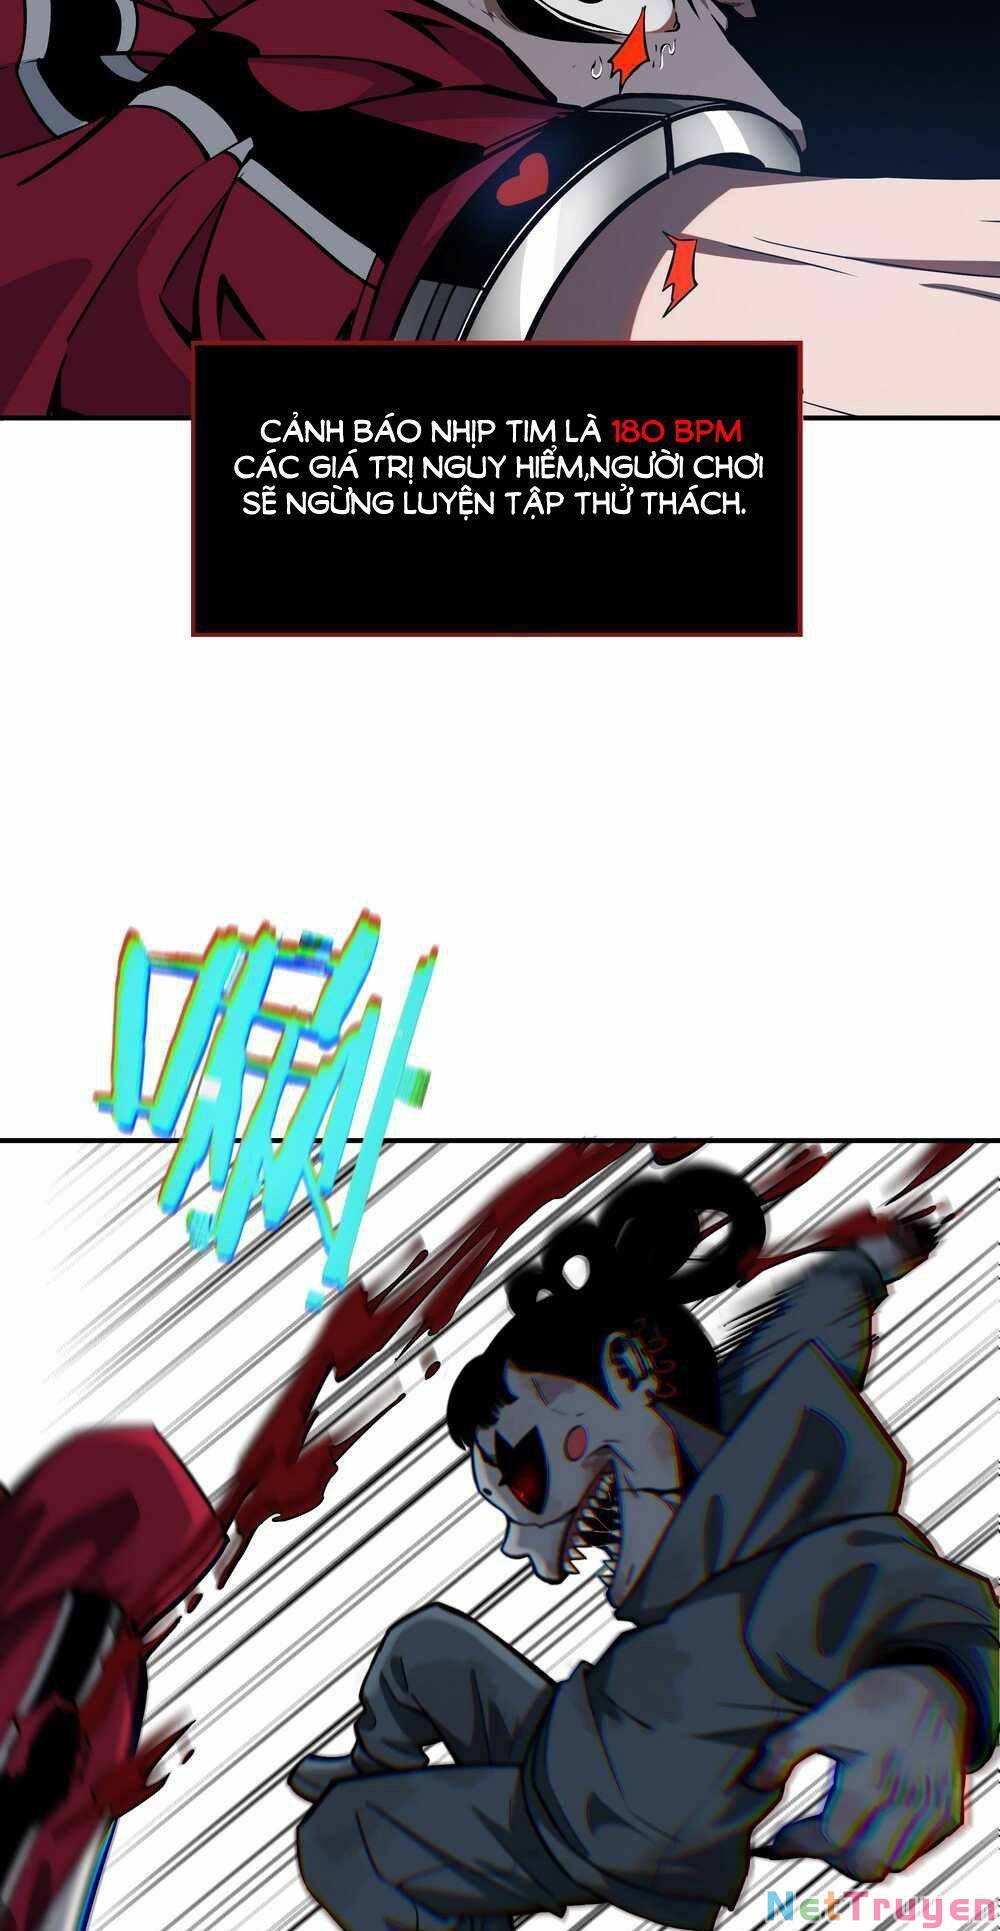 CẢNH BÁO NHỊP TIM LÀ 180 BPM
CÁC GIÁ TRỊ NGUY HIỂM,NGƯỜI CHƠI
SẼ NGỪNG LUYỆN TẬP THỬ THÁCH.
NetTruyen